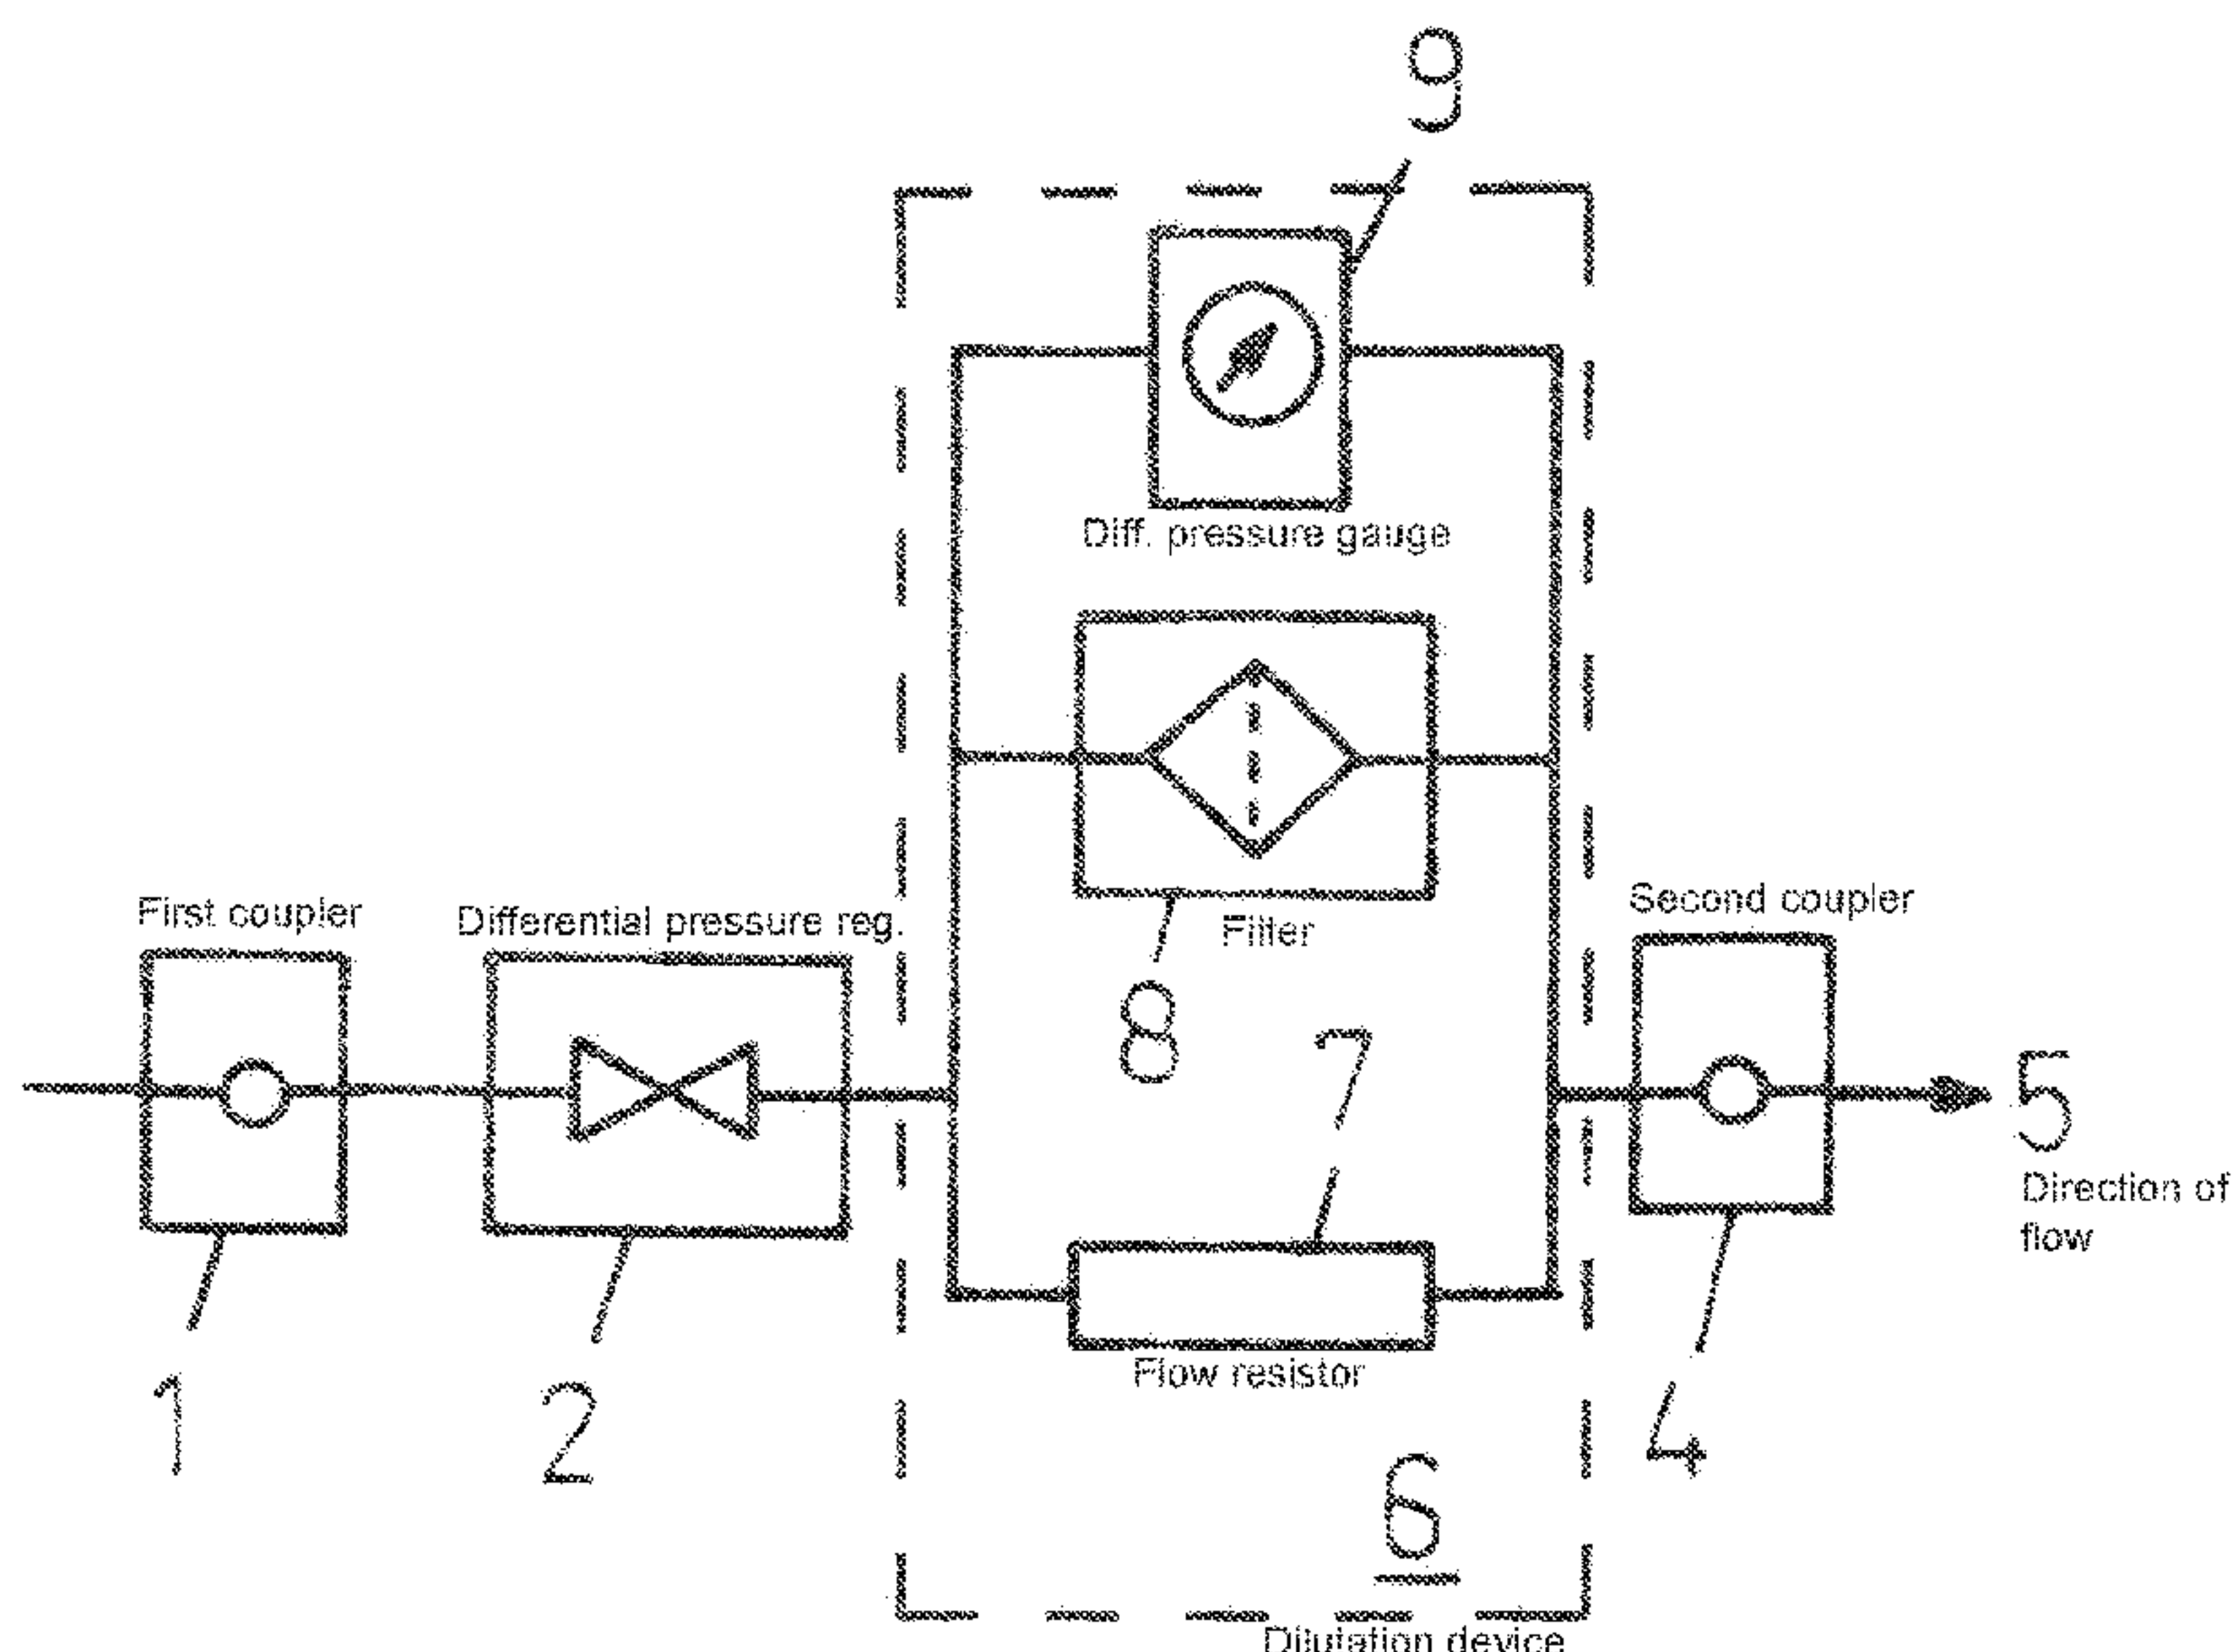 9
Diff. pressure gauge
Filter
8
7
First coupler
Differential pressure reg.
Second coupler
5
Direction of
flow
Flow resistor
1
2
4
6
Dilutation device